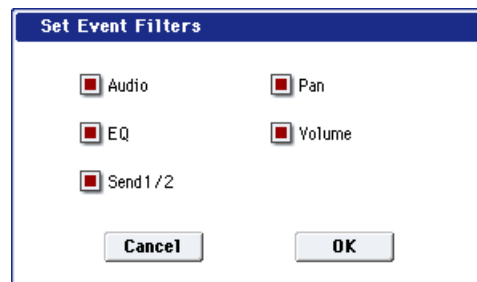 Set Event Filters
Audio Pan
EQ Volume
Send1/2
Cancel OK